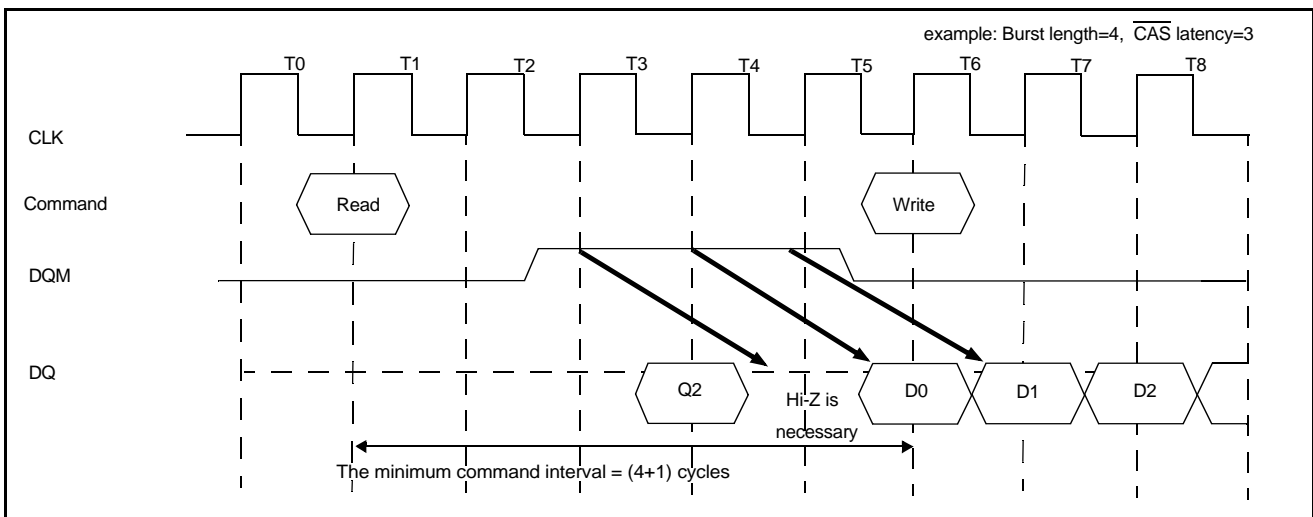 example: Burst length=4, CAS latency=3
T0 T1 T2 T3 T4 T5 T6 T7 T8
CLK
Command Read Write
DQM
DQ Q2 D0 D1 D2
Hi-Z is
necessary
The minimum command interval = (4+1) cycles